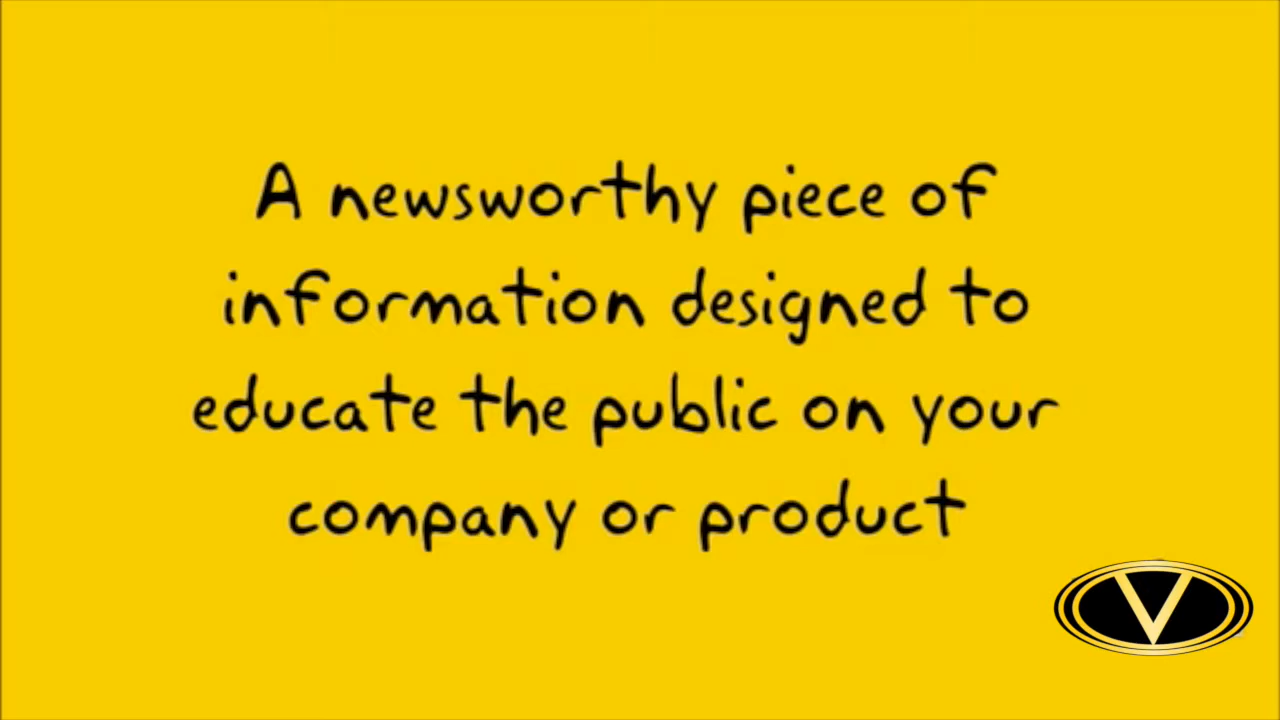 A newsworthy piece of
information designed to
educate the public on your
company or product
V